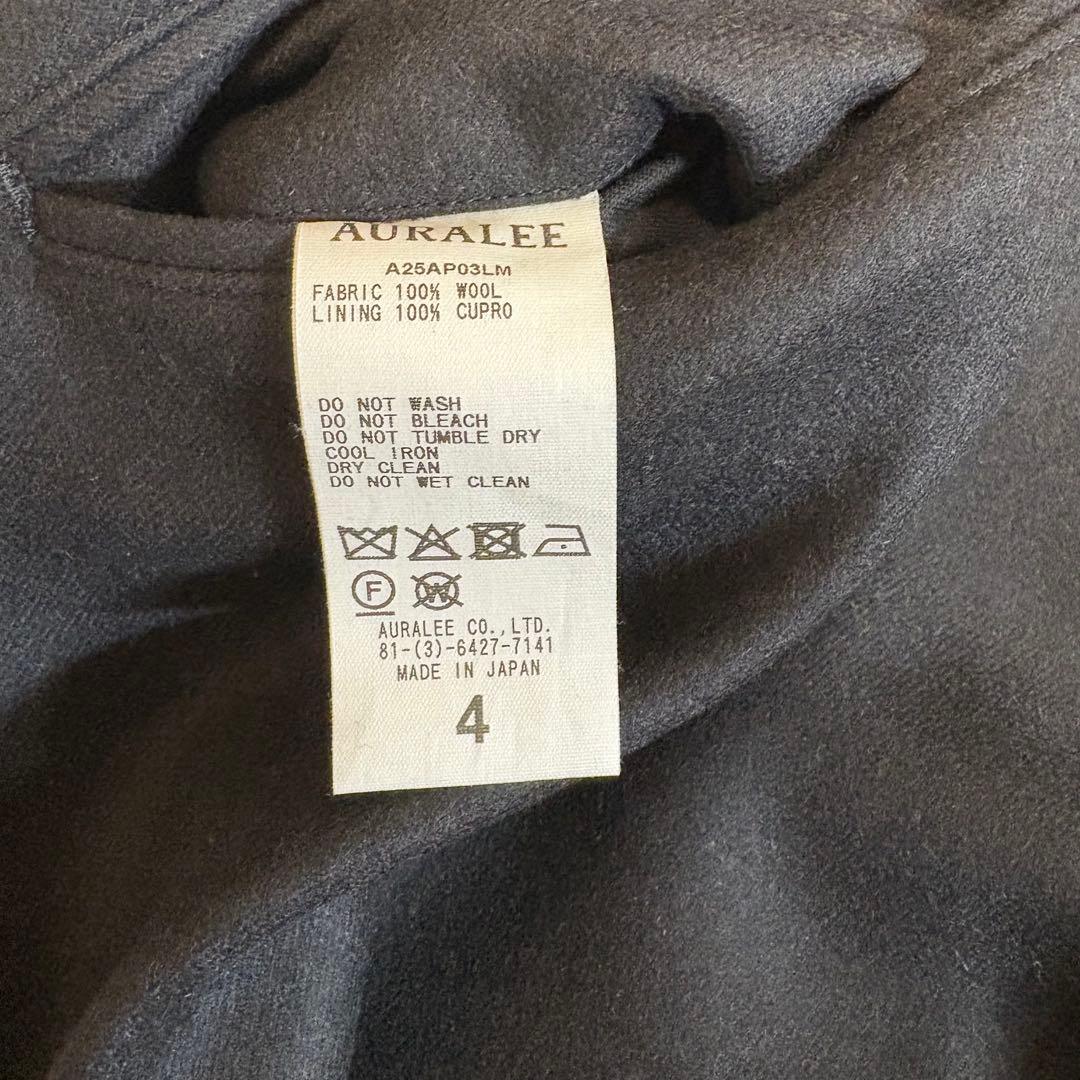 AURALEE
A25AP03LM
FABRIC 100% WOOL
LINING 100% CUPRO
DO NOT WASH
DO NOT BLEACH
DO NOT TUMBLE DRY
COOL IRON
DRY CLEAN
DO NOT WET CLEAN
F W
AURALEE CO.,LTD.
81-(3)-6427-7141
MADE IN JAPAN
4